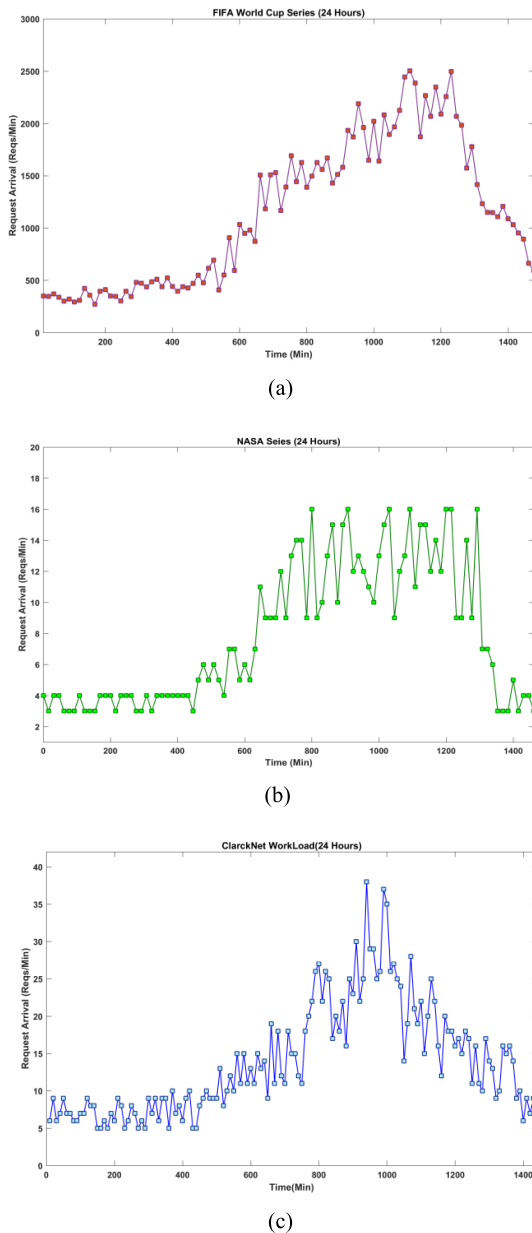 FIFA World Cup Series (24 Hours)
3000
2500
2000
1500
1000
500
0
Request Arrival (Reqs/Min)
200 400 600 800 1000 1200 1400
Time (Min)
(a)
NASA Seies (24 Hours)
20
18
16
14
12
10
8
6
4
2
Request Arrival (Reqs/Min)
0 200 400 600 800 1000 1200 1400
Time (Min)
(b)
ClarckNet WorkLoad(24 Hours)
40
35
30
25
20
15
10
5
0
Request Arrival (Reqs/Min)
0 200 400 600 800 1000 1200 1400
Time(Min)
(c)